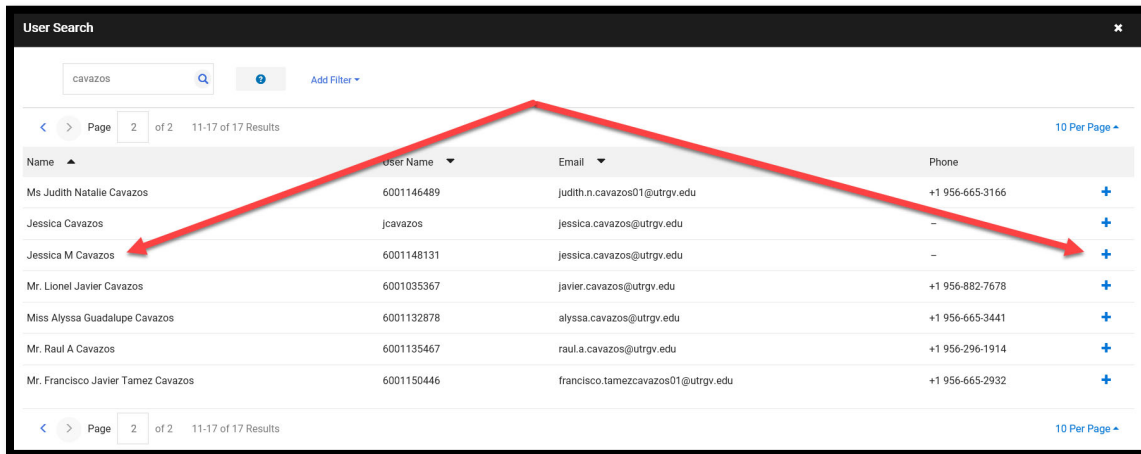 User Search
cavazos Add Filter
Page 2 of 2 11-17 of 17 Results 10 Per Page
Name User Name Email Phone
Ms Judith Natalie Cavazos 6001146489 judith.n.cavazos01@utrgv.edu +1 956-665-3166
Jessica Cavazos jcavazos jessica.cavazos@utrgv.edu –
Jessica M Cavazos 6001148131 jessica.cavazos@utrgv.edu –
Mr. Lionel Javier Cavazos 6001035367 javier.cavazos@utrgv.edu +1 956-882-7678
Miss Alyssa Guadalupe Cavazos 6001132878 alyssa.cavazos@utrgv.edu +1 956-665-3441
Mr. Raul A Cavazos 6001135467 raul.a.cavazos@utrgv.edu +1 956-296-1914
Mr. Francisco Javier Tamez Cavazos 6001150446 francisco.tamezcavazos01@utrgv.edu +1 956-665-2932
Page 2 of 2 11-17 of 17 Results 10 Per Page